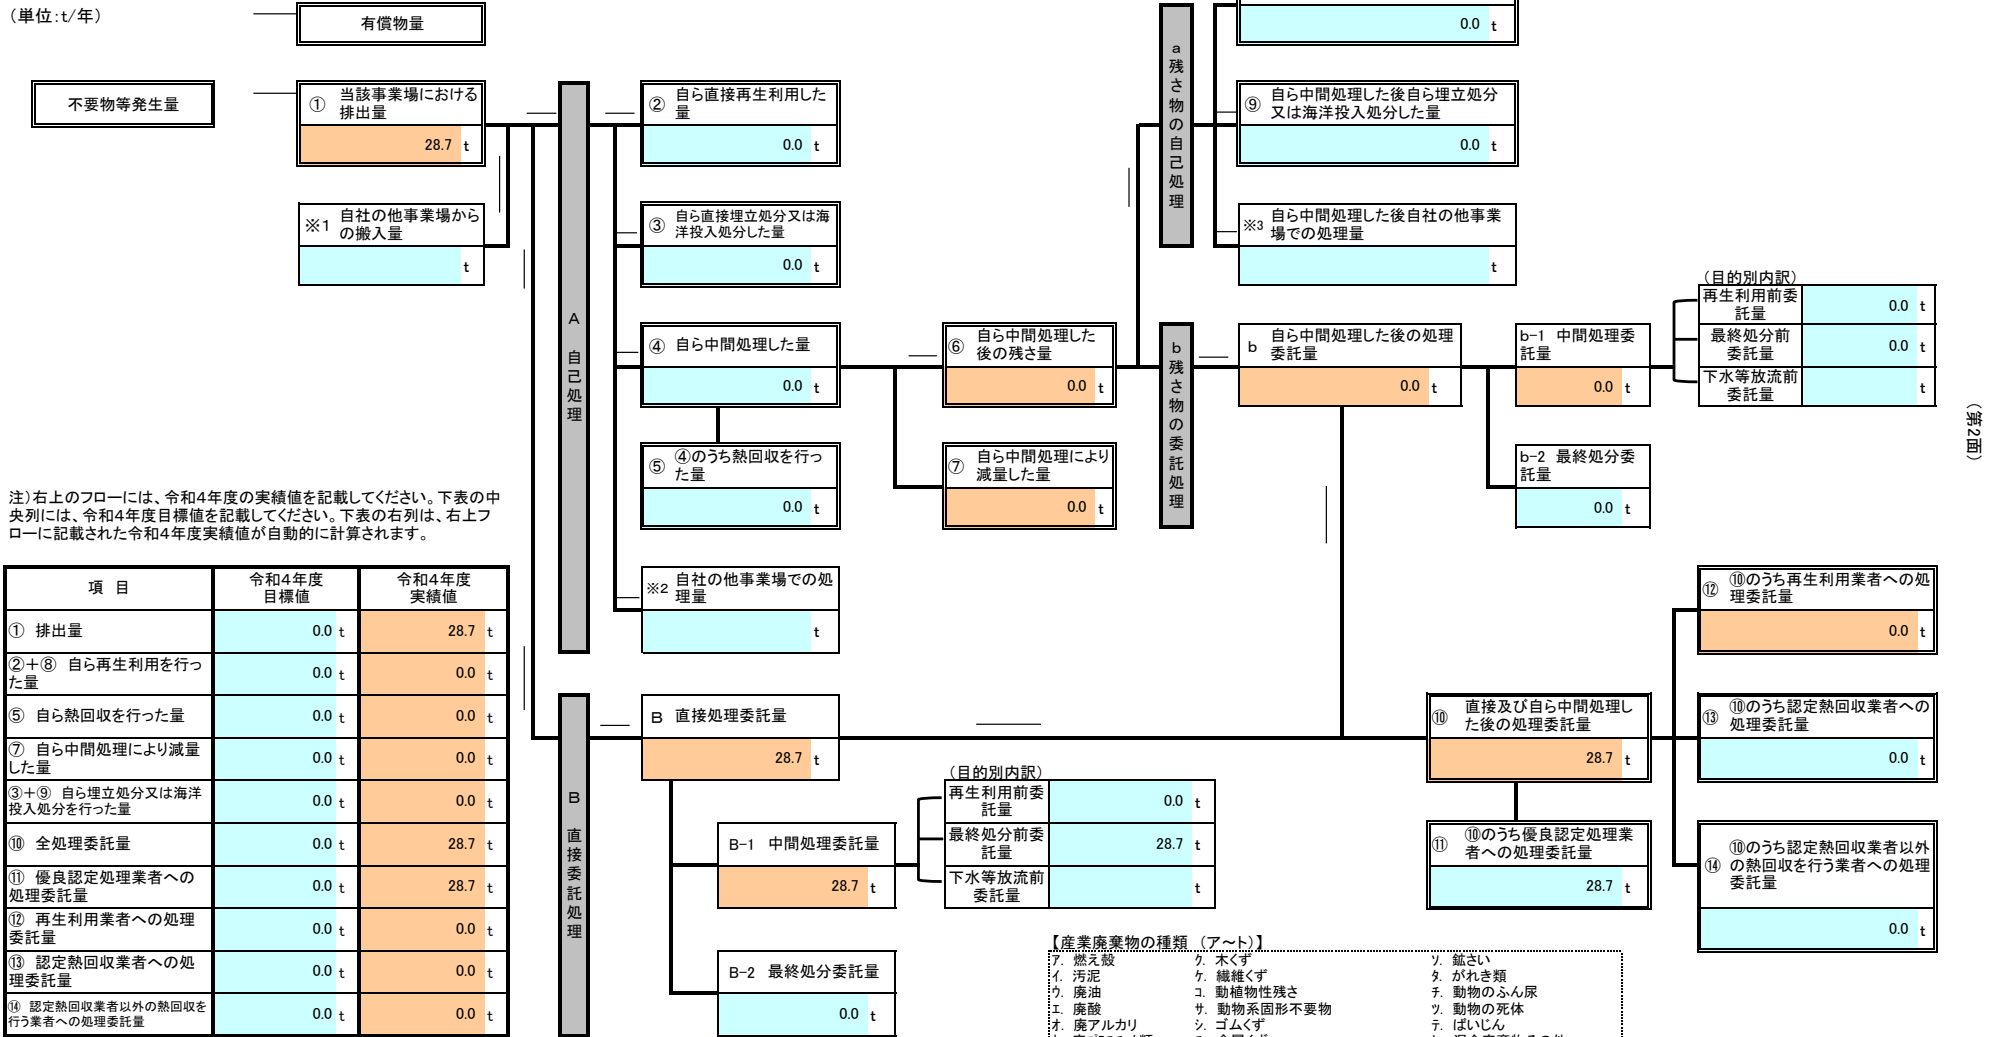 （単位:t/年）
有償物量
0.0 t
不要物等発生量
① 当該事業場における
排出量
28.7 t
※1 自社の他事業場から
の搬入量
t
A 自己処理
② 自ら直接再生利用した
量
0.0 t
③ 自ら直接埋立処分又は海
洋投入処分した量
0.0 t
④ 自ら中間処理した量
0.0 t
⑤ ④のうち熱回収を行っ
た量
0.0 t
※2 自社の他事業場での処
理量
t
⑥ 自ら中間処理した
後の残さ量
0.0 t
⑦ 自ら中間処理により
減量した量
0.0 t
a 残さ物の自己処理
⑨ 自ら中間処理した後自ら埋立処分
又は海洋投入処分した量
0.0 t
※3 自ら中間処理した後自社の他事業
場での処理量
t
b 残さ物の委託処理
b 自ら中間処理した後の処理
委託量
0.0 t
b-1 中間処理委
託量
0.0 t
b-2 最終処分委
託量
0.0 t
（目的別内訳）
再生利用前委
託量
0.0 t
最終処分前
委託量
0.0 t
下水等放流前
委託量
t
（第2面）
注）右上のフローには、令和4年度の実績値を記載してください。下表の中
央列には、令和4年度目標値を記載してください。下表の右列は、右上フ
ローに記載された令和4年度実績値が自動的に計算されます。
項 目
令和4年度
目標値
令和4年度
実績値
① 排出量 0.0 t 28.7 t
②＋⑧ 自ら再生利用を行っ
た量 0.0 t 0.0 t
⑤ 自ら熱回収を行った量 0.0 t 0.0 t
⑦ 自ら中間処理により減量
した量 0.0 t 0.0 t
③＋⑨ 自ら埋立処分又は海洋
投入処分を行った量 0.0 t 0.0 t
⑩ 全処理委託量 0.0 t 28.7 t
⑪ 優良認定処理業者への
処理委託量 0.0 t 28.7 t
⑫ 再生利用業者への処理
委託量 0.0 t 0.0 t
⑬ 認定熱回収業者への処
理委託量 0.0 t 0.0 t
⑭ 認定熱回収業者以外の熱回収を
行う業者への処理委託量 0.0 t 0.0 t
B 直接委託処理
B 直接処理委託量
28.7 t
B-1 中間処理委託量
28.7 t
B-2 最終処分委託量
0.0 t
（目的別内訳）
再生利用前委
託量
0.0 t
最終処分前委
託量
28.7 t
下水等放流前
委託量
t
⑩ 直接及び自ら中間処理し
た後の処理委託量
28.7 t
⑪ ⑩のうち優良認定処理業
者への処理委託量
28.7 t
⑫ ⑩のうち再生利用業者への処
理委託量
0.0 t
⑬ ⑩のうち認定熱回収業者への
処理委託量
0.0 t
⑭ ⑩のうち認定熱回収業者以外
の熱回収を行う業者への処理
委託量
0.0 t
【産業廃棄物の種類 （ア～ト）】
ア. 燃え殻 ク. 木くず ソ. 鉱さい
イ. 汚泥 ケ. 繊維くず タ. がれき類
ウ. 廃油 コ. 動植物性残さ チ. 動物のふん尿
エ. 廃酸 サ. 動物系固形不要物 ツ. 動物の死体
オ. 廃アルカリ シ. ゴムくず テ. ばいじん